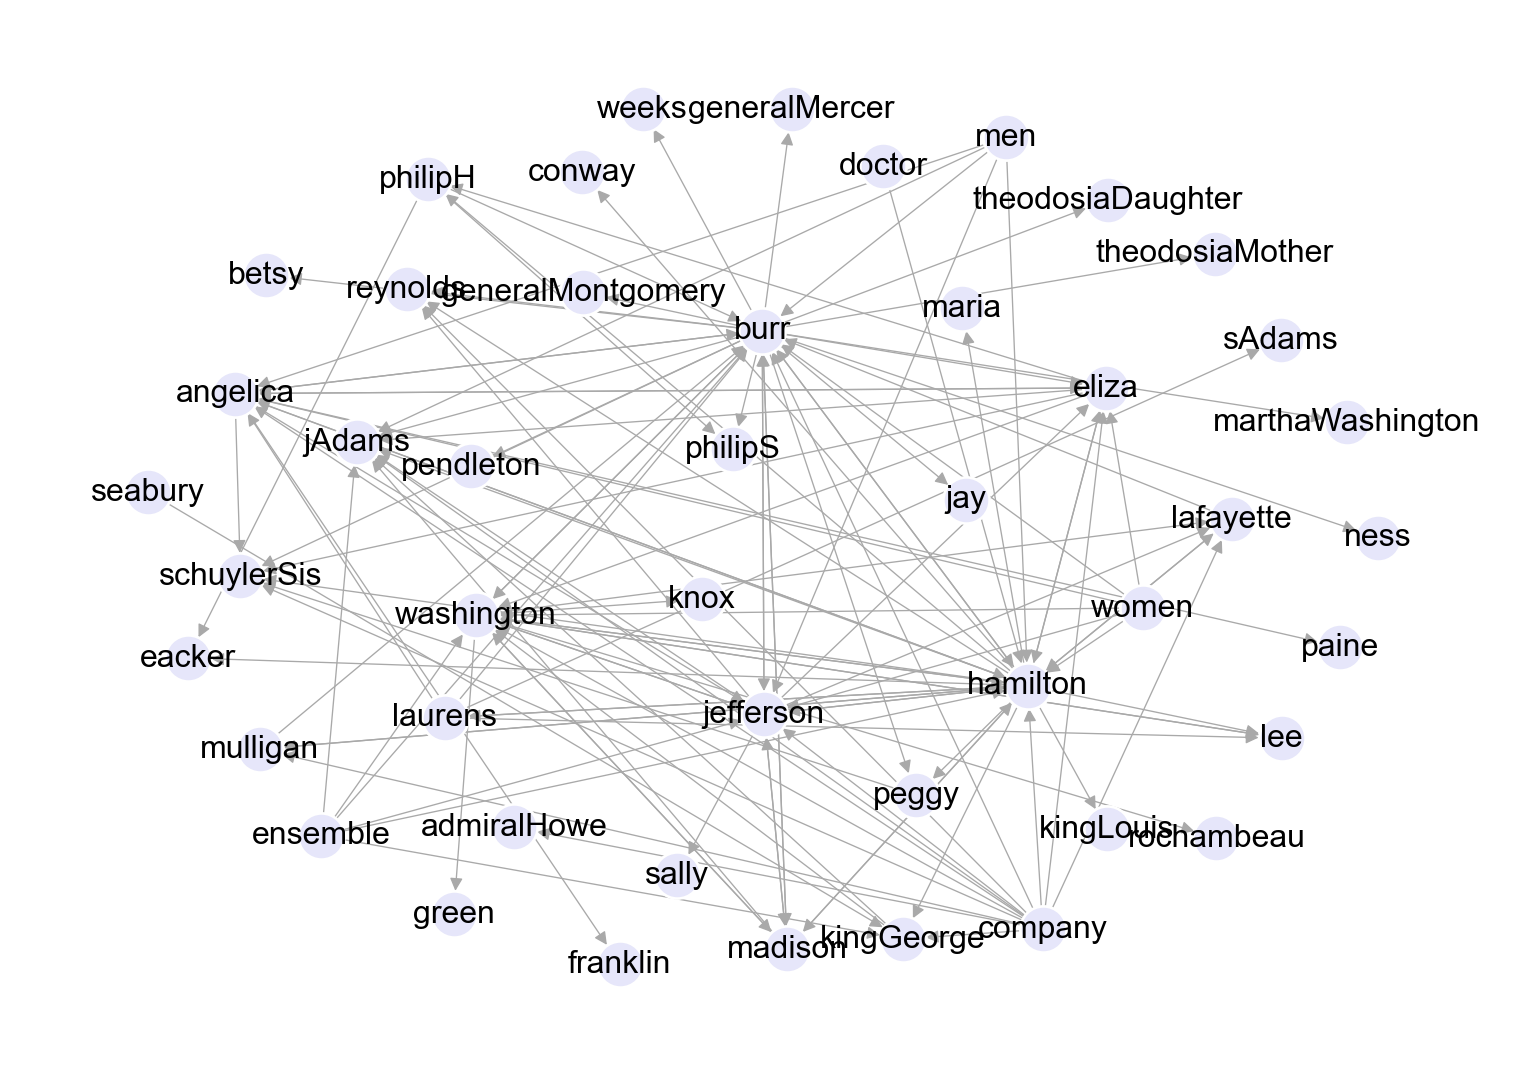 weeks
generalMercer
men
doctor
conway
philipH
theodosiaDaughter
theodosiaMother
betsy
reynolds
generalMontgomery
maria
burr
sAdams
angelica
eliza
marthaWashington
jAdams
pendleton
philipS
seabury
jay
lafayette
ness
schuylerSis
washington
knox
women
paine
eacker
hamilton
laurens
jefferson
lee
mulligan
peggy
ensemble
admiralHowe
kingLouis
rochambeau
sally
green
company
madison
kingGeorge
franklin